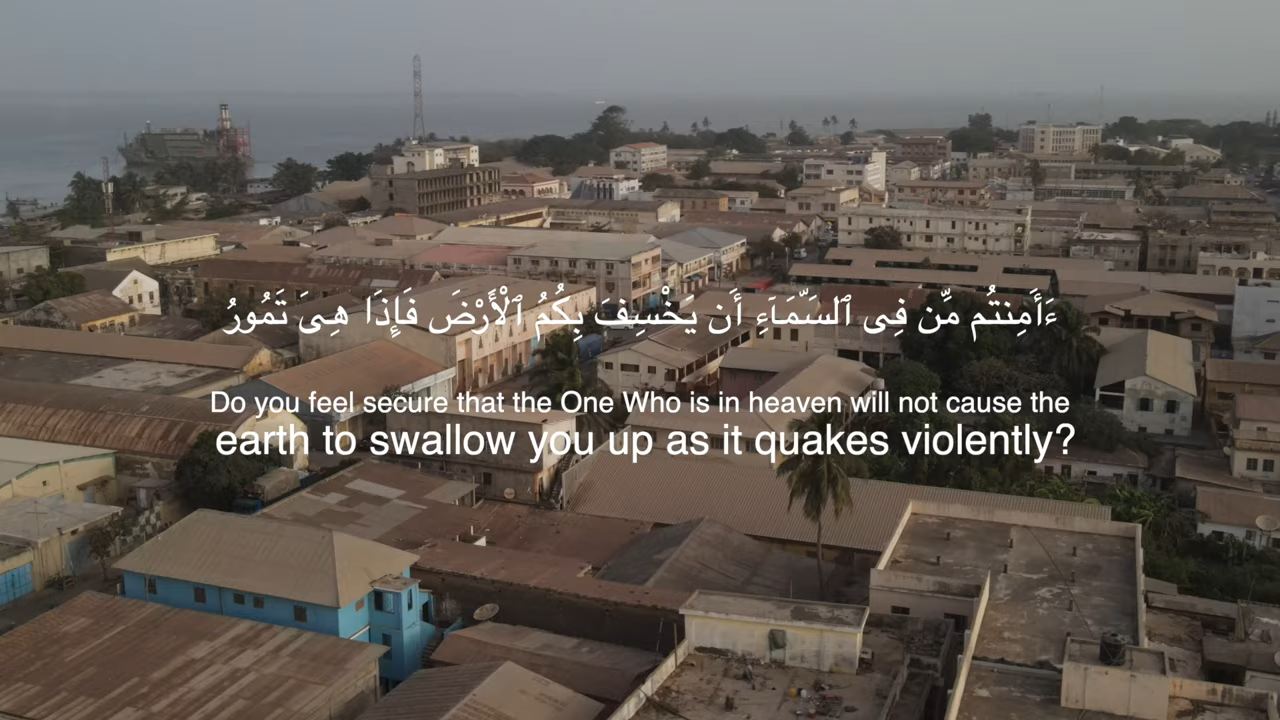 ءَأَمِنتُم مِّن فِى ٱلسَّمَآءِ أَن يَخْسِفَ بِكُمُ ٱلْأَرْضَ فَإِذَا هِىَ تَمُورُ
Do you feel secure that the One Who is in heaven will not cause the
earth to swallow you up as it quakes violently?